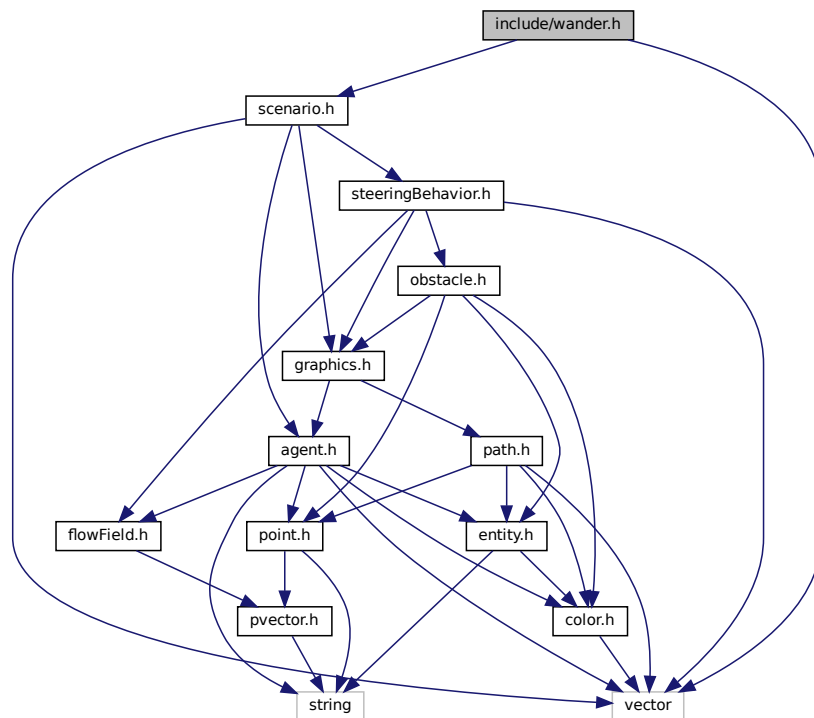 include/wander.h
scenario.h
steeringBehavior.h
obstacle.h
graphics.h
agent.h
path.h
flowField.h
point.h
entity.h
pvector.h
color.h
string
vector